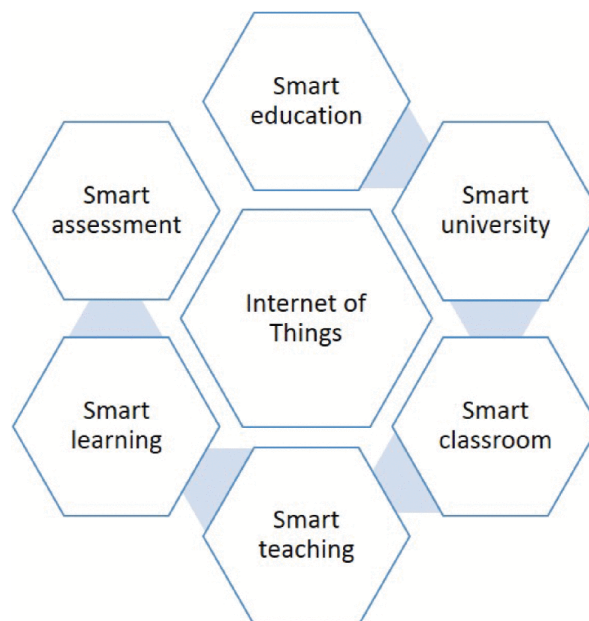 Smart
education
Smart
university
Smart
classroom
Smart
teaching
Smart
learning
Smart
assessment
Internet of
Things